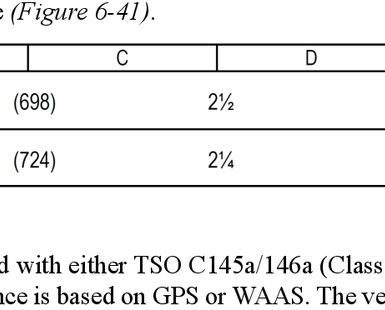 e (Figure 6-41).
C D
(698) 2½
(724) 2¼
d with either TSO C145a/146a (Class
nce is based on GPS or WAAS. The ve